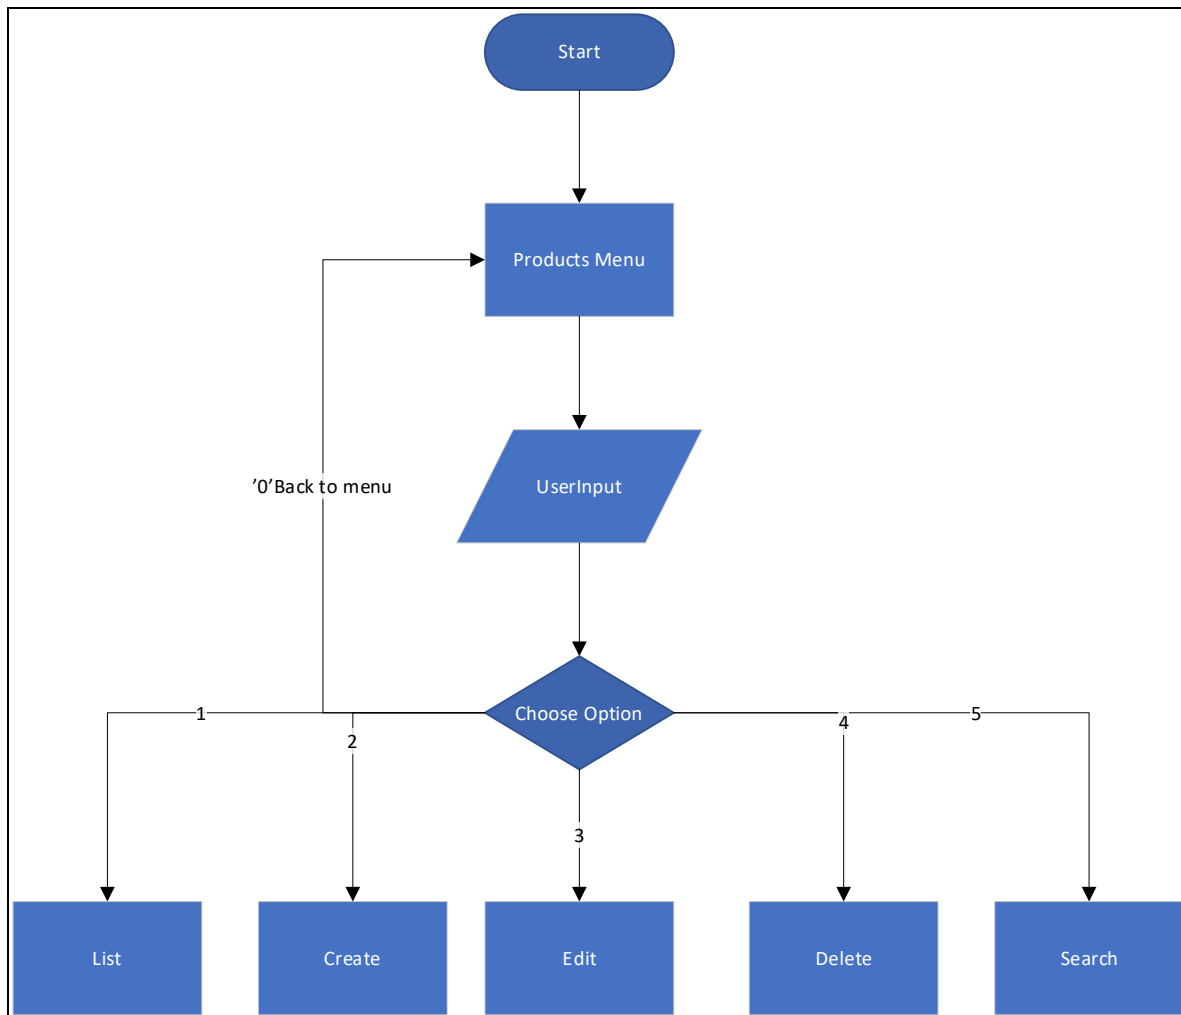 Start
Products Menu
’0’Back to menu
UserInput
Choose Option
1
2
3
4
5
List
Create
Edit
Delete
Search